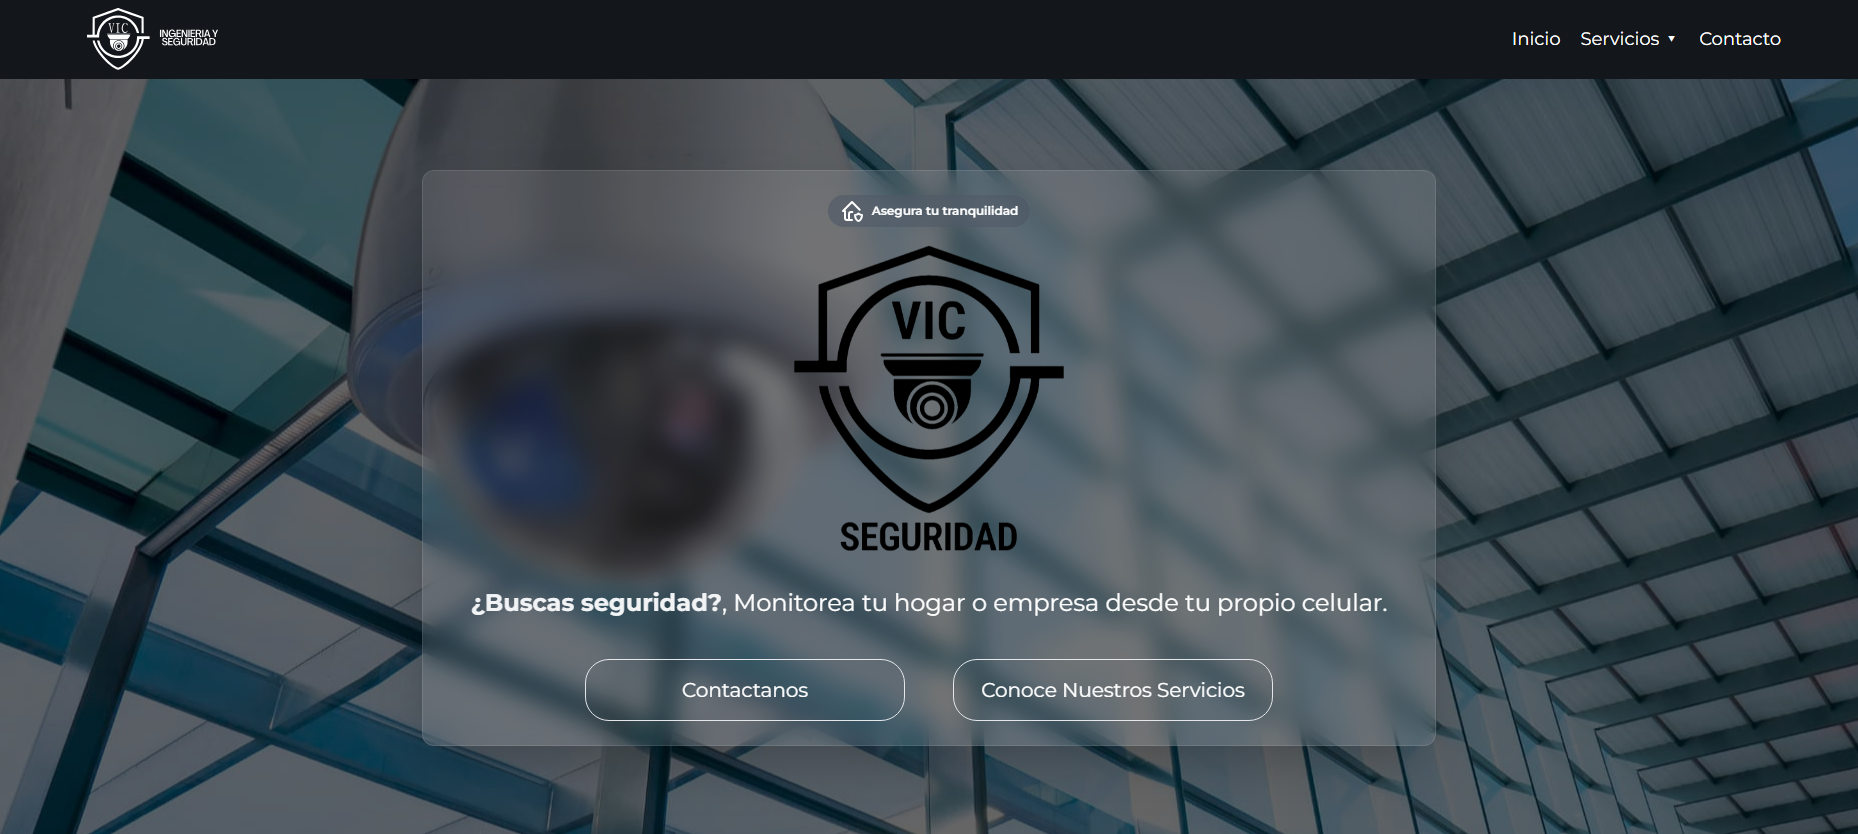 VIC
INGENIERIA Y
SEGURIDAD
Inicio Servicios ▼ Contacto
Asegura tu tranquilidad
VIC
SEGURIDAD
¿Buscas seguridad?, Monitorea tu hogar o empresa desde tu propio celular.
Contactanos Conoce Nuestros Servicios